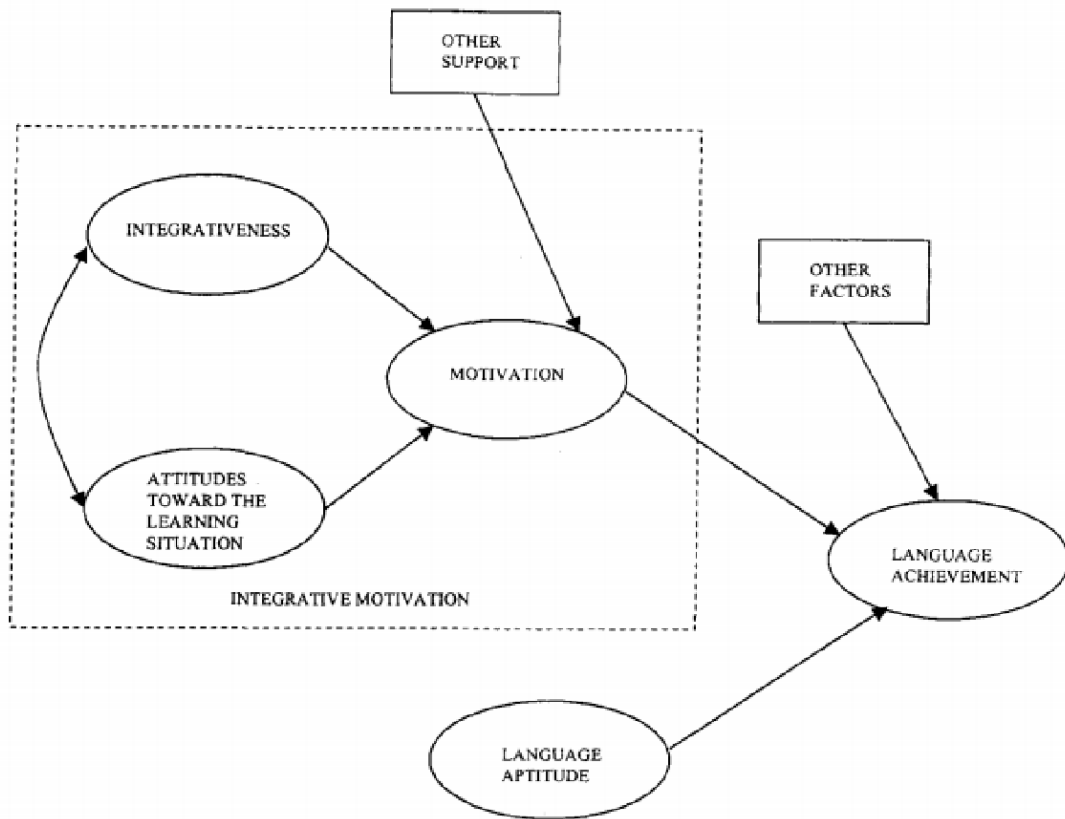 OTHER
SUPPORT
INTEGRATIVENESS
OTHER
FACTORS
MOTIVATION
ATTITUDES
TOWARD THE
LEARNING
SITUATION
LANGUAGE
ACHIEVEMENT
INTEGRATIVE MOTIVATION
LANGUAGE
APTITUDE